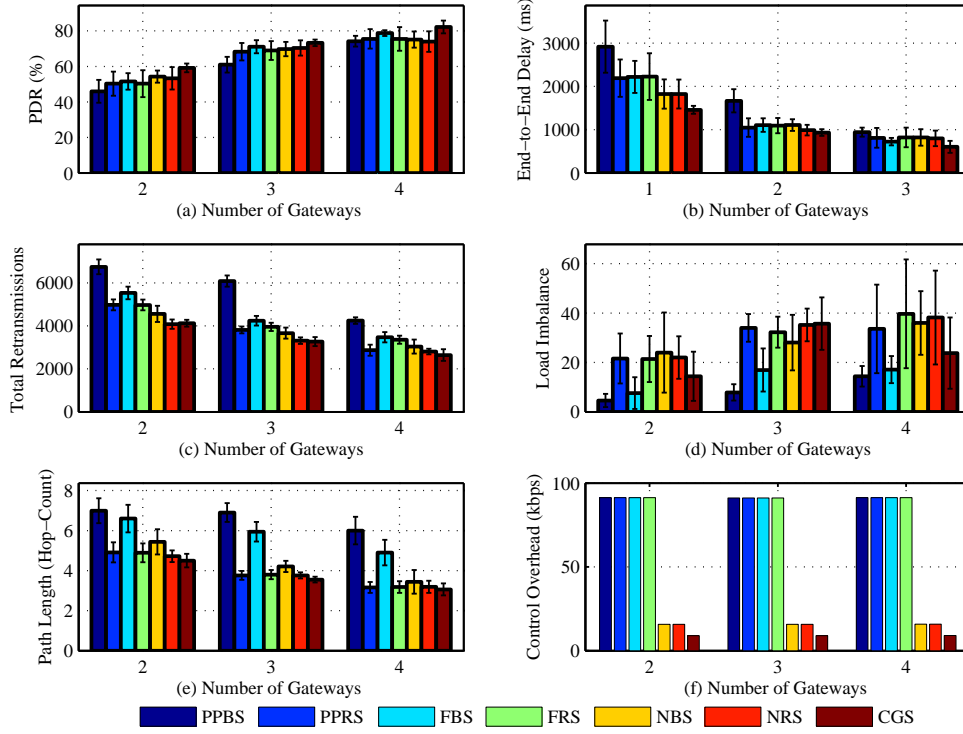 PDR (%)
80
60
40
20
0
2
3
4
(a) Number of Gateways
End−to−End Delay (ms)
3000
2000
1000
0
1
2
3
(b) Number of Gateways
Total Retransmissions
6000
4000
2000
0
2
3
4
(c) Number of Gateways
Load Imbalance
60
40
20
0
2
3
4
(d) Number of Gateways
Path Length (Hop−Count)
8
6
4
2
0
2
3
4
(e) Number of Gateways
Control Overhead (kbps)
100
50
0
2
3
4
(f) Number of Gateways
PPBS
PPRS
FBS
FRS
NBS
NRS
CGS